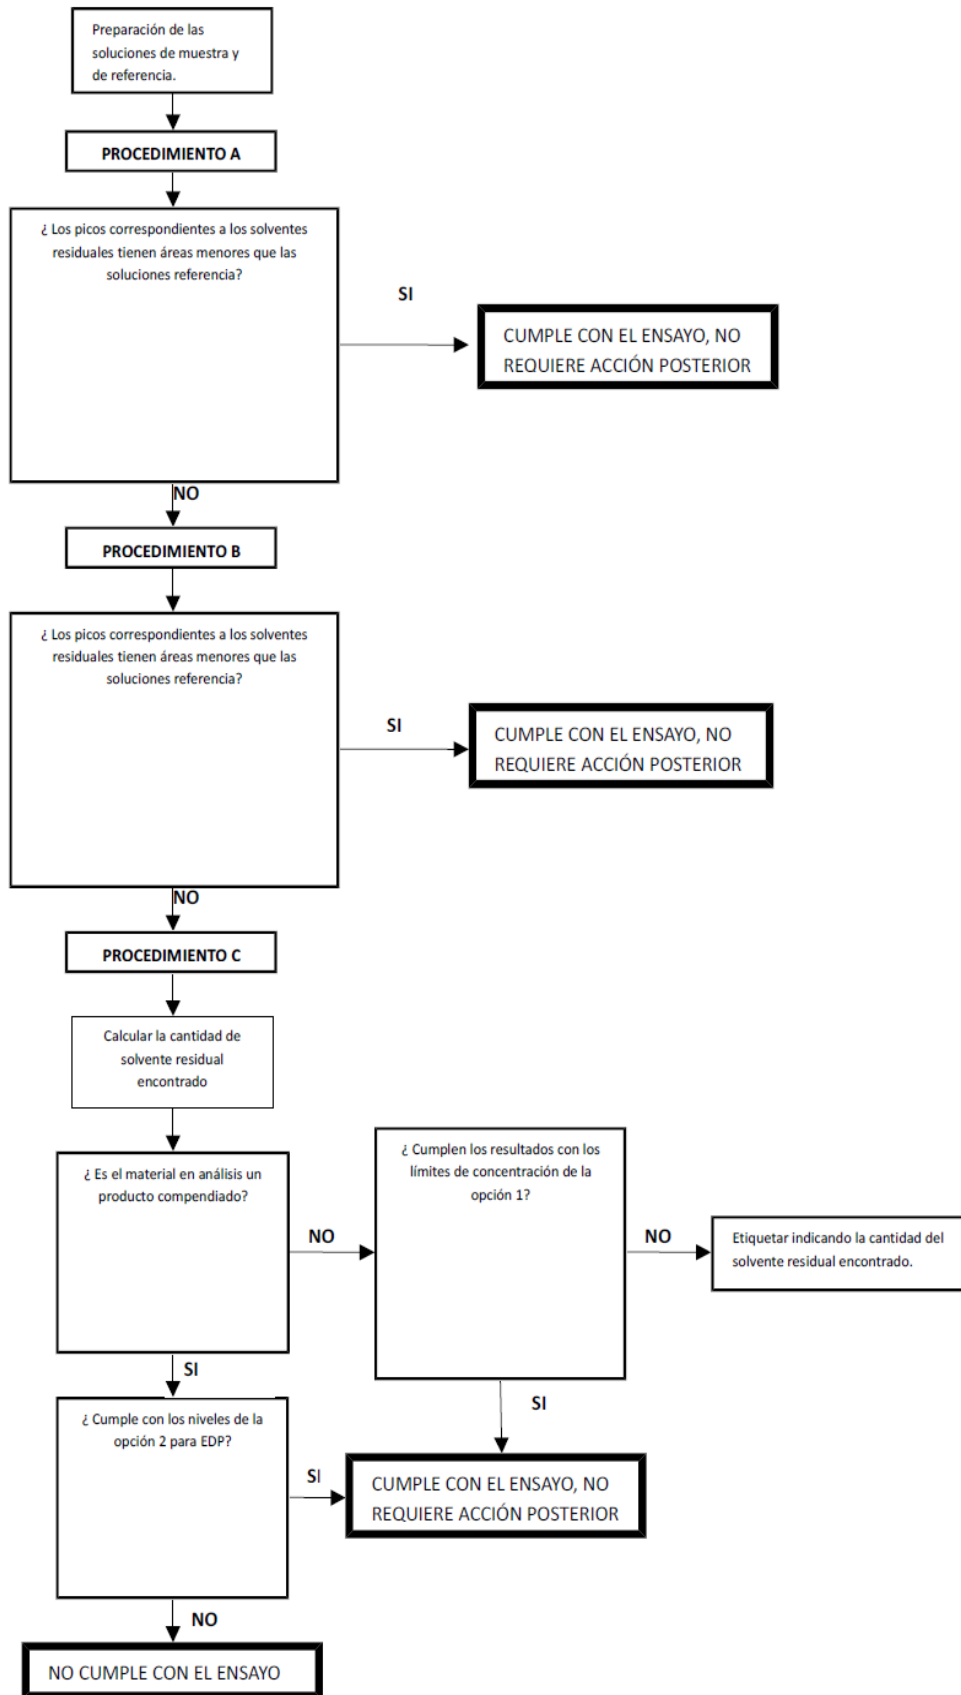 Preparación de las
soluciones de muestra y
de referencia.
PROCEDIMIENTO A
¿ Los picos correspondientes a los solventes
residuales tienen áreas menores que las
soluciones referencia?
SI
CUMPLE CON EL ENSAYO, NO
REQUIERE ACCIÓN POSTERIOR
NO
PROCEDIMIENTO B
¿ Los picos correspondientes a los solventes
residuales tienen áreas menores que las
soluciones referencia?
SI
CUMPLE CON EL ENSAYO, NO
REQUIERE ACCIÓN POSTERIOR
NO
PROCEDIMIENTO C
Calcular la cantidad de
solvente residual
encontrado
¿ Es el material en análisis un
producto compendiado?
NO
¿ Cumplen los resultados con los
límites de concentración de la
opción 1?
NO
Etiquetar indicando la cantidad del
solvente residual encontrado.
SI
SI
¿ Cumple con los niveles de la
opción 2 para EDP?
SI
CUMPLE CON EL ENSAYO, NO
REQUIERE ACCIÓN POSTERIOR
NO
NO CUMPLE CON EL ENSAYO